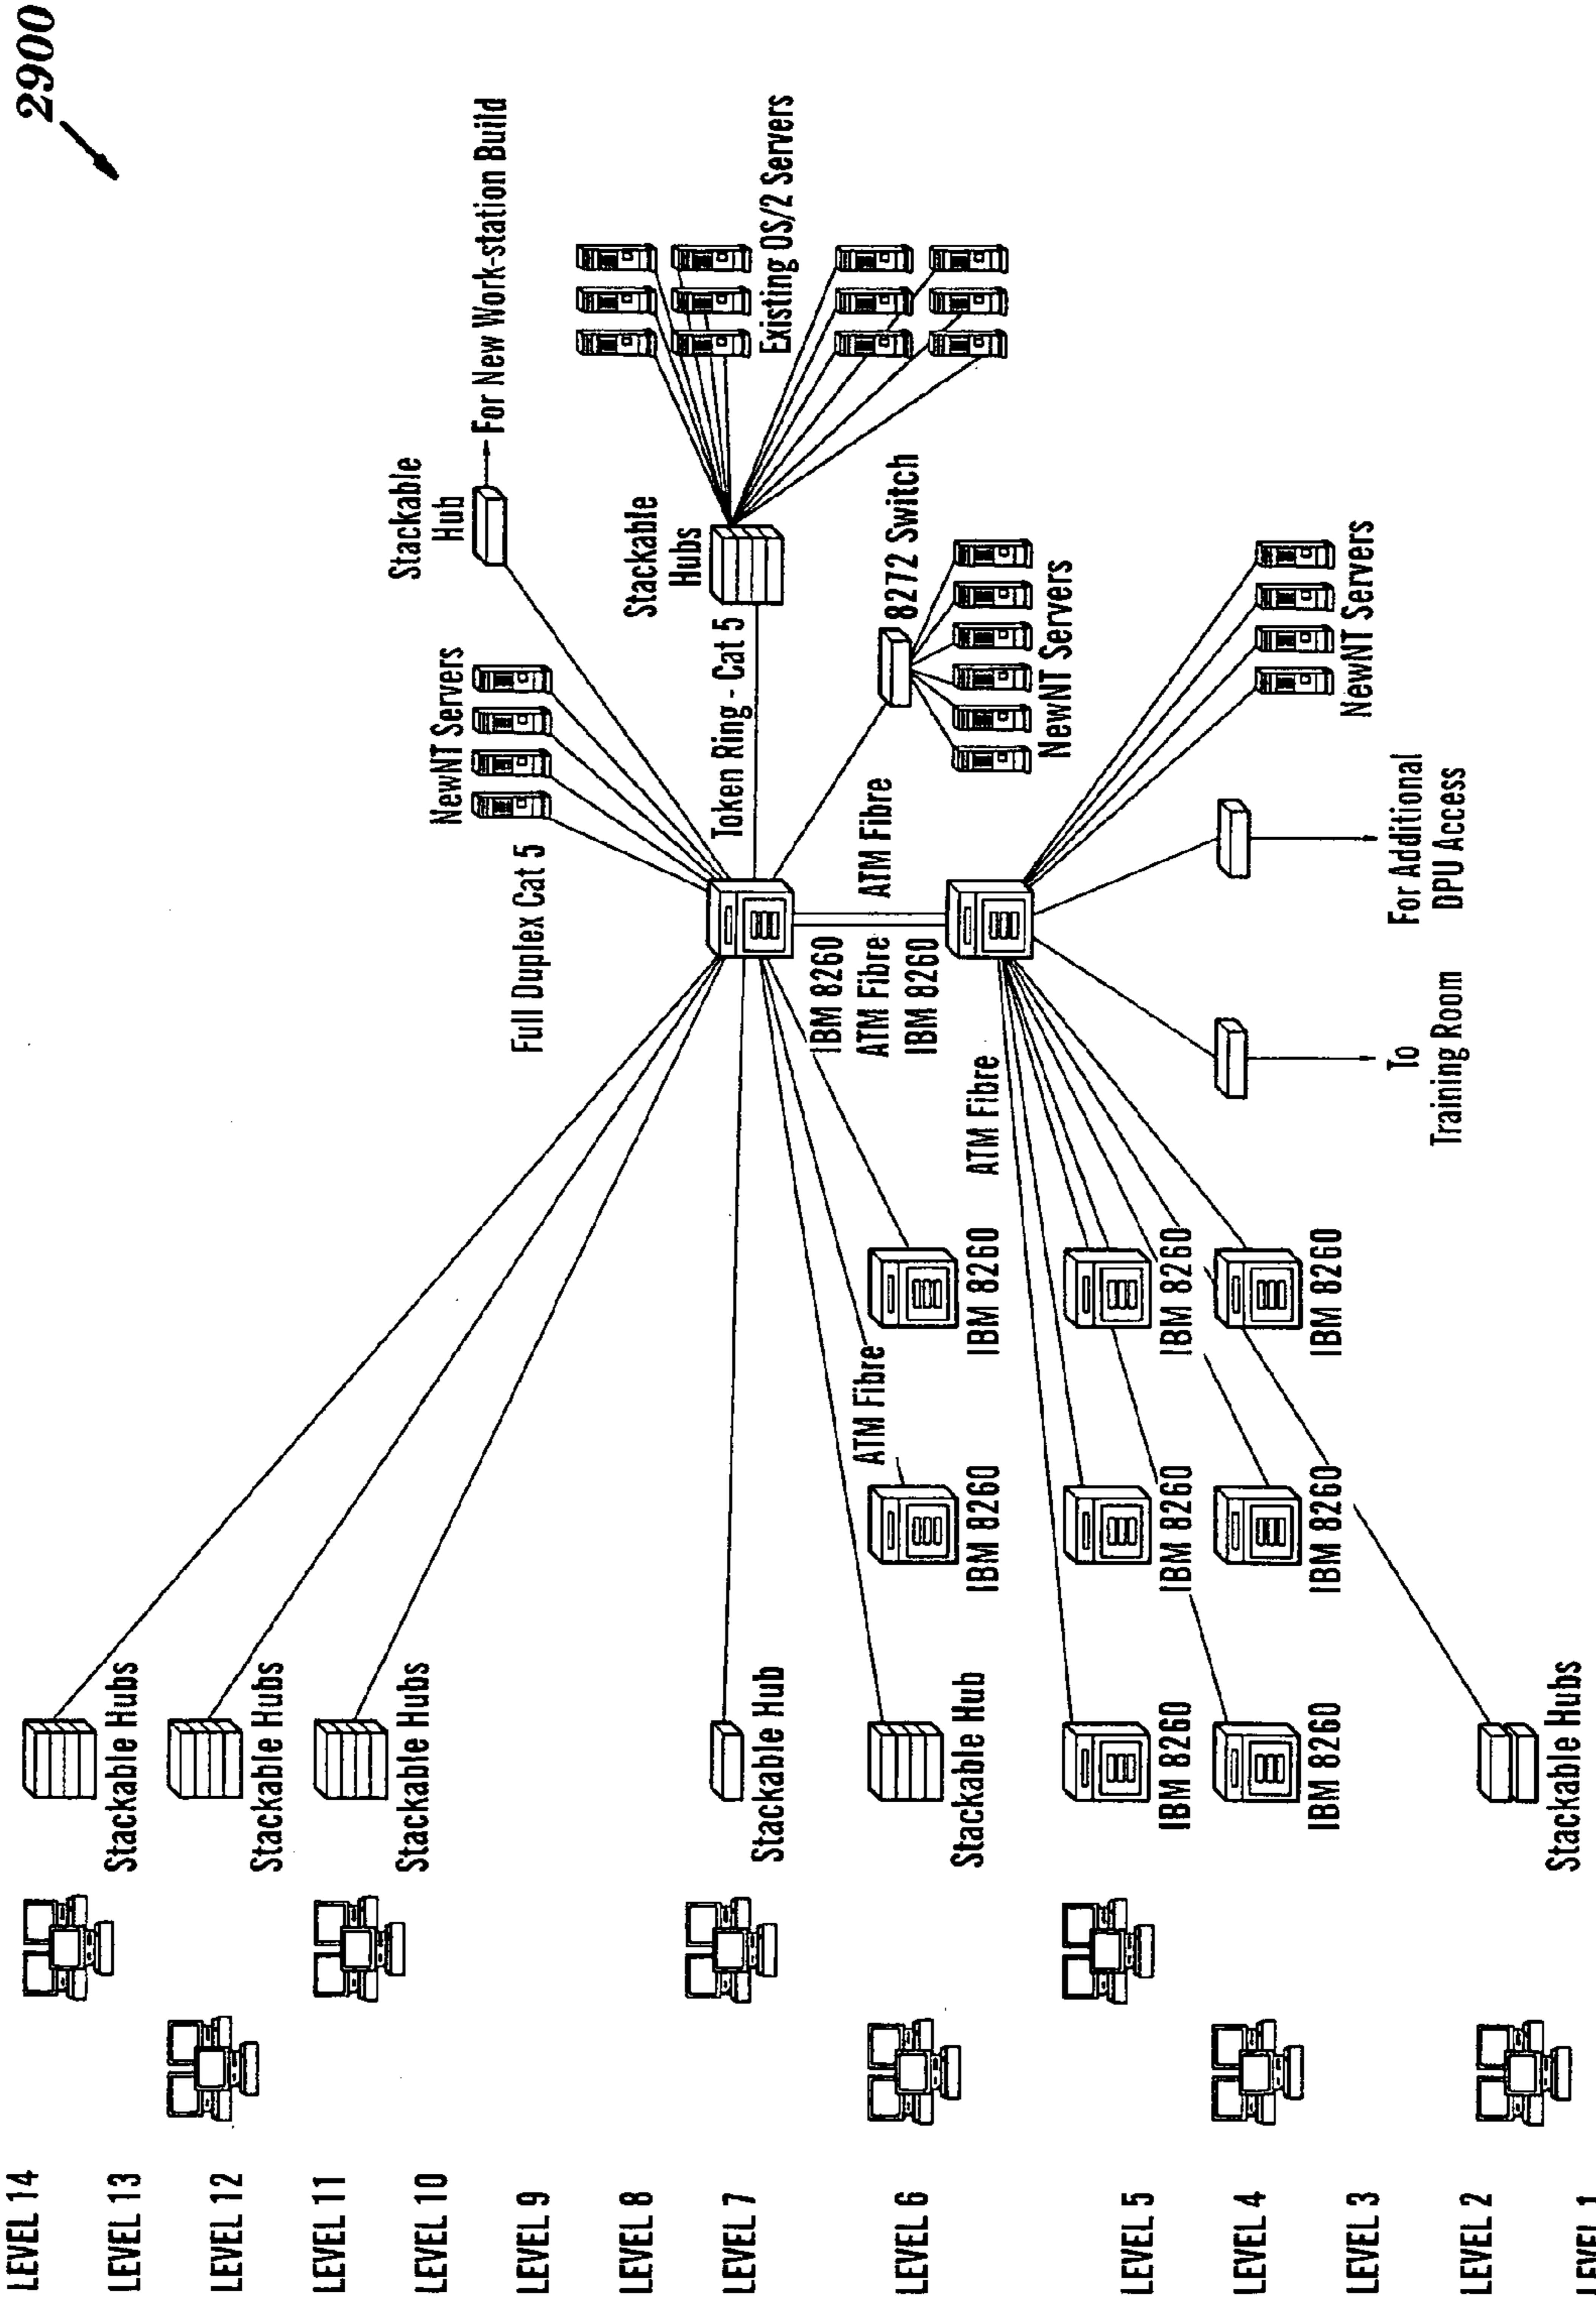 2900
LEVEL 14
LEVEL 13
LEVEL 12
LEVEL 11
LEVEL 10
LEVEL 9
LEVEL 8
LEVEL 7
LEVEL 6
LEVEL 5
LEVEL 4
LEVEL 3
LEVEL 2
LEVEL 1
Stackable Hubs
Stackable Hubs
Stackable Hubs
Stackable Hub
Stackable Hub
IBM 8260
IBM 8260
Stackable Hubs
IBM 8260
IBM 8260
IBM 8260
IBM 8260
ATM Fibre
IBM 8260
IBM 8260
IBM 8260
ATM Fibre
Full Duplex Cat 5
IBM 8260
ATM Fibre
IBM 8260
ATM Fibre
To
Training Room
For Additional
DPU Access
NewNT Servers
Token Ring - Cat 5
Stackable
Hub
For New Work-station Build
Stackable
Hubs
Existing OS/2 Servers
8272 Switch
NewNT Servers
NewNT Servers